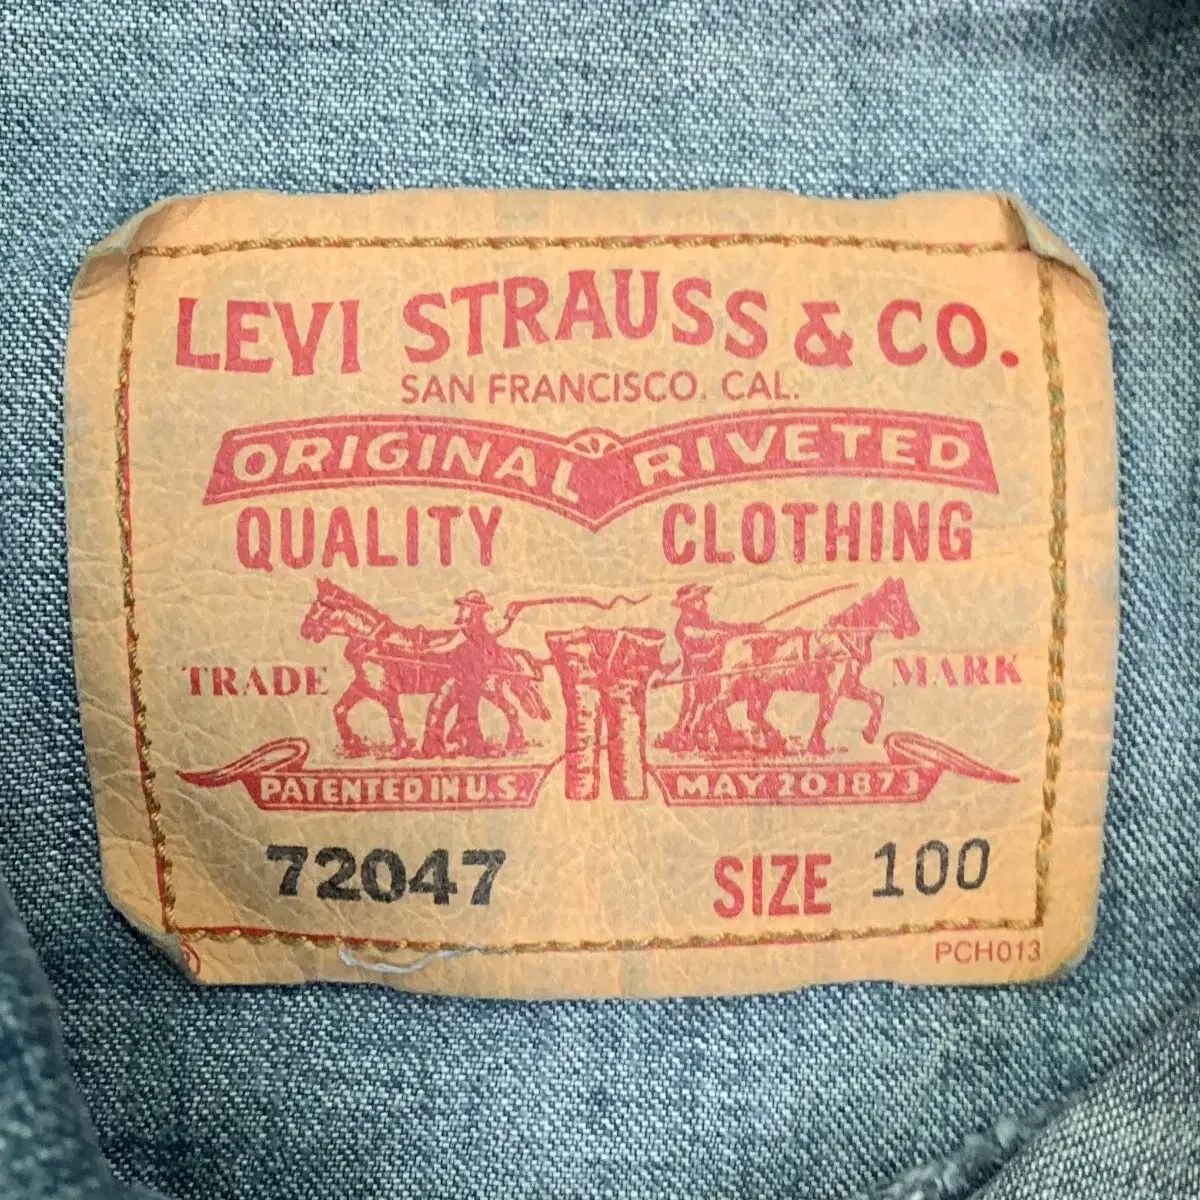 LEVI STRAUSS & CO.
SAN FRANCISCO. CAL.
ORIGINAL RIVETED
QUALITY CLOTHING
TRADE MARK
PATENTED IN U.S. MAY 20 1873
72047 SIZE 100
® PCH013